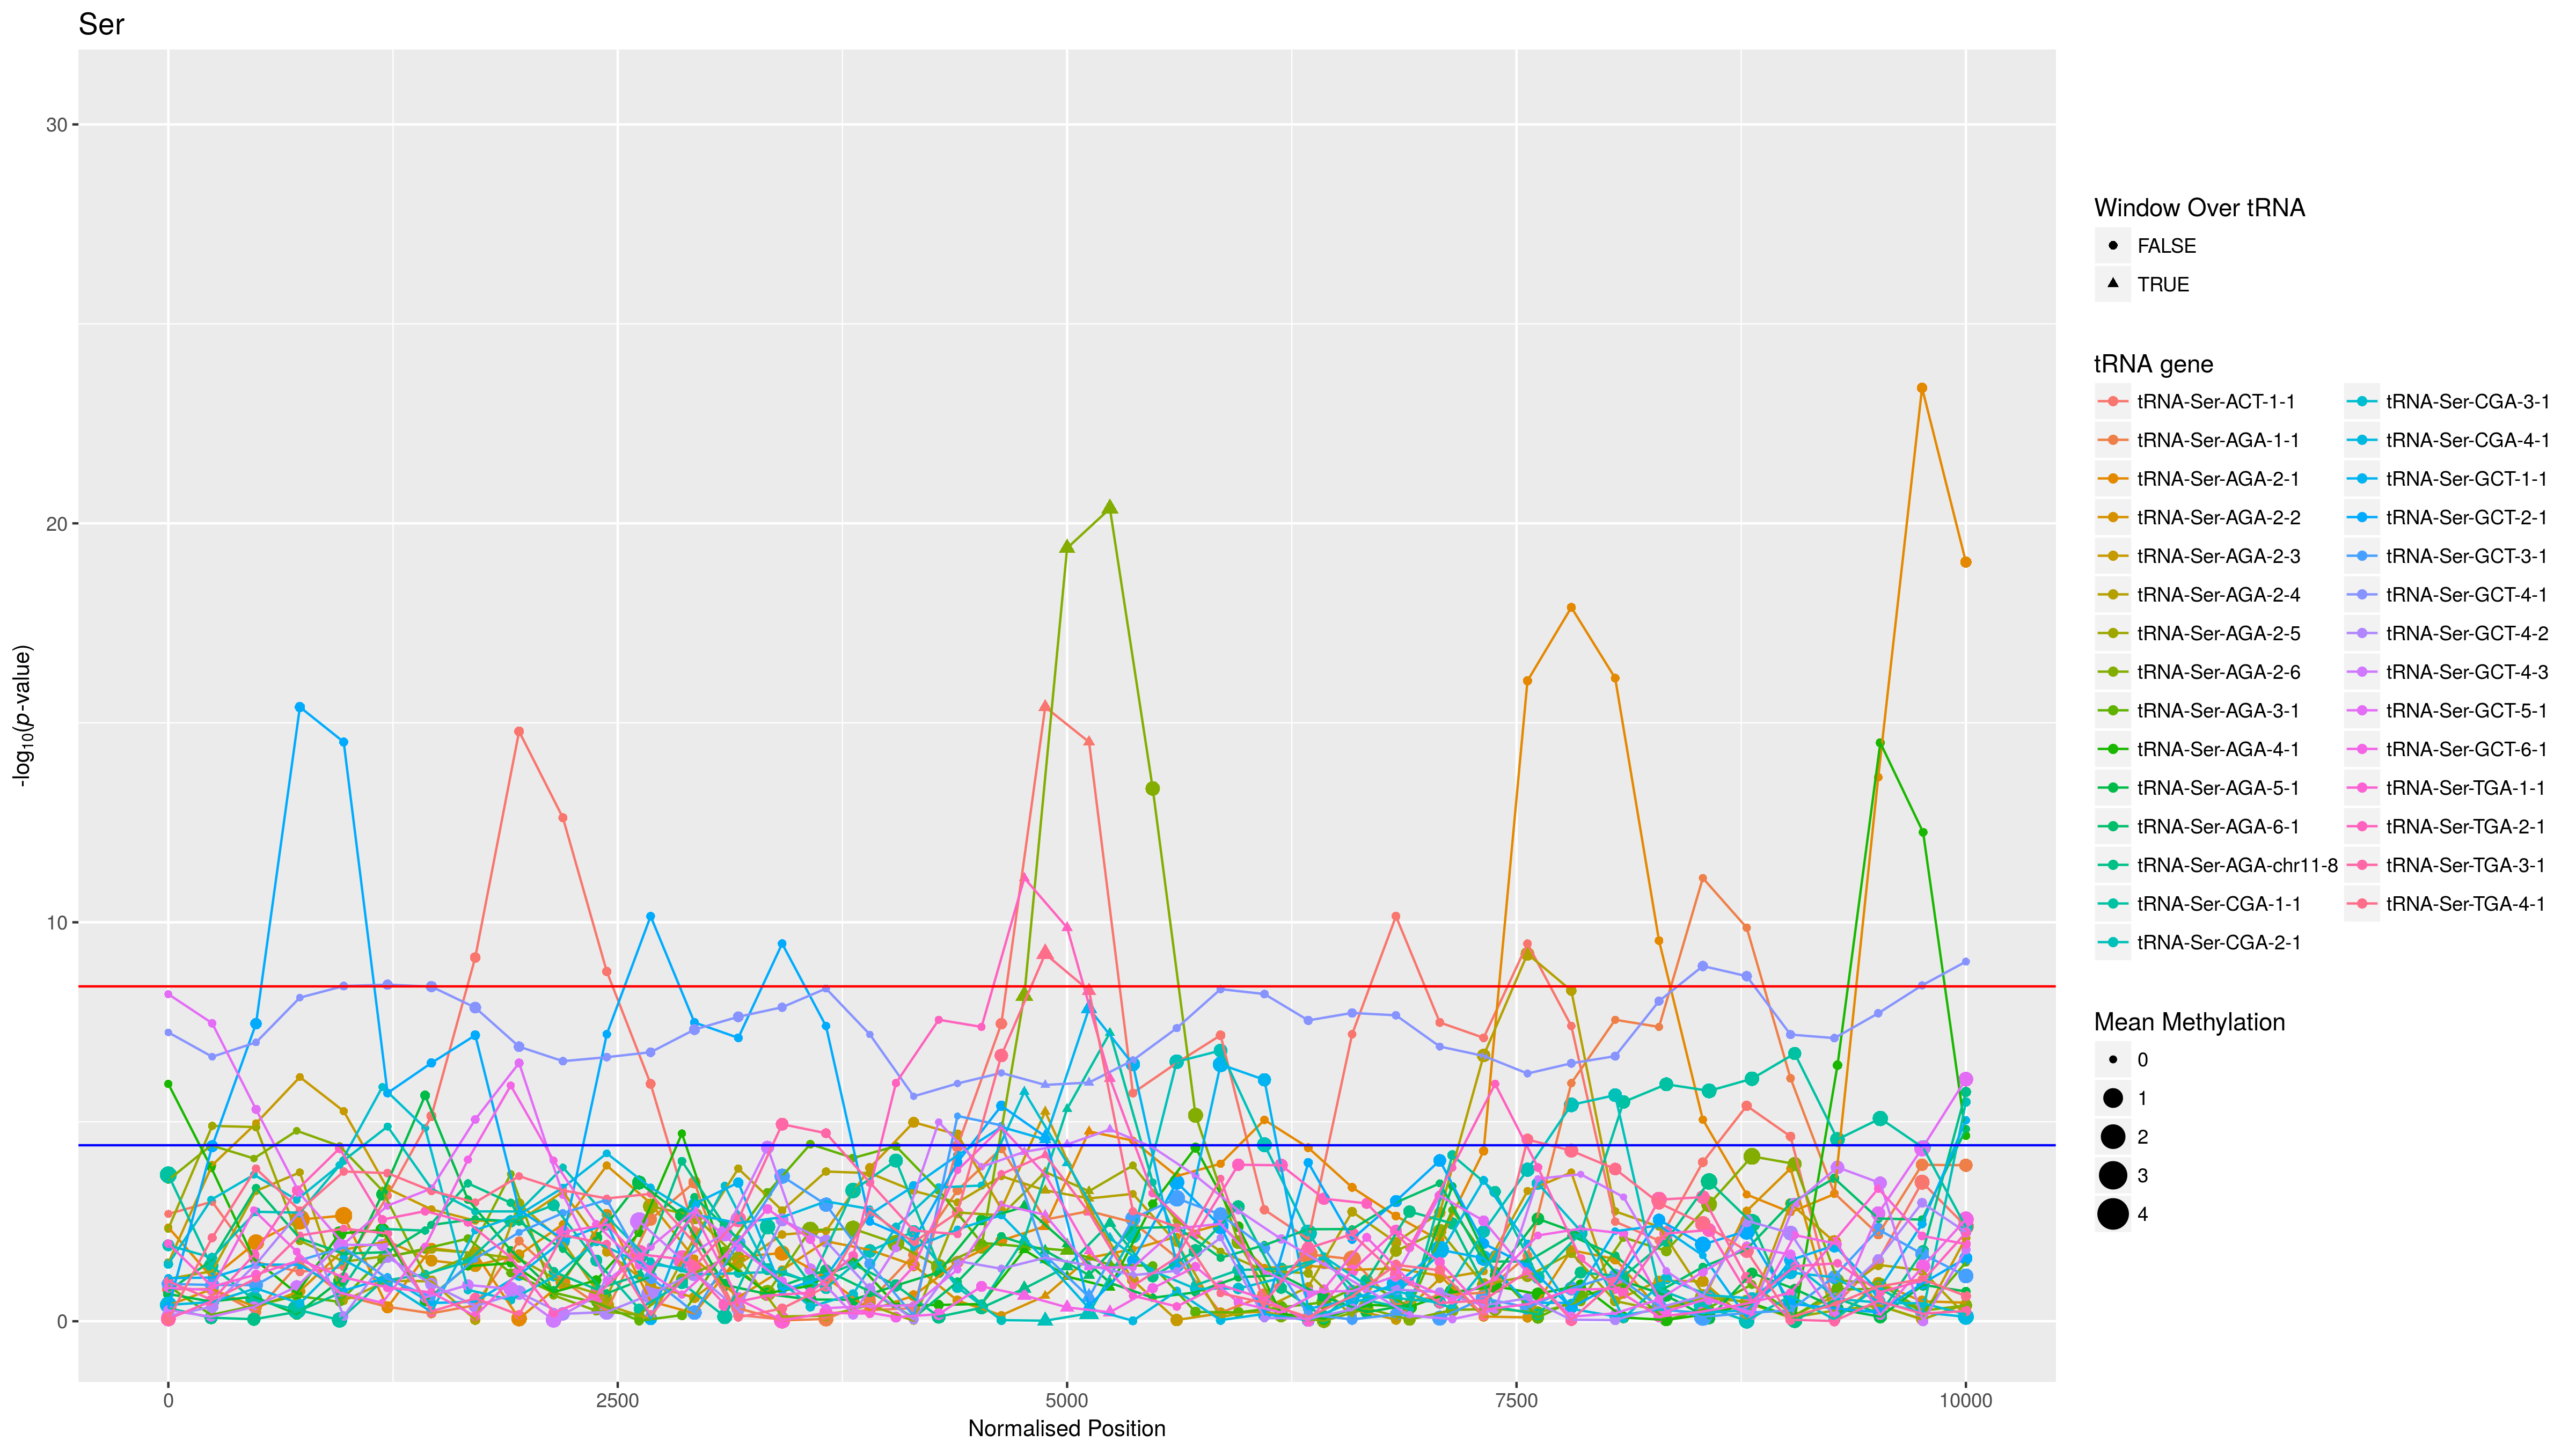 Ser
30
20
10
0
-log10(p-value)
0
2500
5000
7500
10000
Normalised Position
Window Over tRNA
FALSE
TRUE
tRNA gene
tRNA-Ser-ACT-1-1
tRNA-Ser-AGA-1-1
tRNA-Ser-AGA-2-1
tRNA-Ser-AGA-2-2
tRNA-Ser-AGA-2-3
tRNA-Ser-AGA-2-4
tRNA-Ser-AGA-2-5
tRNA-Ser-AGA-2-6
tRNA-Ser-AGA-3-1
tRNA-Ser-AGA-4-1
tRNA-Ser-AGA-5-1
tRNA-Ser-AGA-6-1
tRNA-Ser-AGA-chr11-8
tRNA-Ser-CGA-1-1
tRNA-Ser-CGA-2-1
tRNA-Ser-CGA-3-1
tRNA-Ser-CGA-4-1
tRNA-Ser-GCT-1-1
tRNA-Ser-GCT-2-1
tRNA-Ser-GCT-3-1
tRNA-Ser-GCT-4-1
tRNA-Ser-GCT-4-2
tRNA-Ser-GCT-4-3
tRNA-Ser-GCT-5-1
tRNA-Ser-GCT-6-1
tRNA-Ser-TGA-1-1
tRNA-Ser-TGA-2-1
tRNA-Ser-TGA-3-1
tRNA-Ser-TGA-4-1
Mean Methylation
0
1
2
3
4